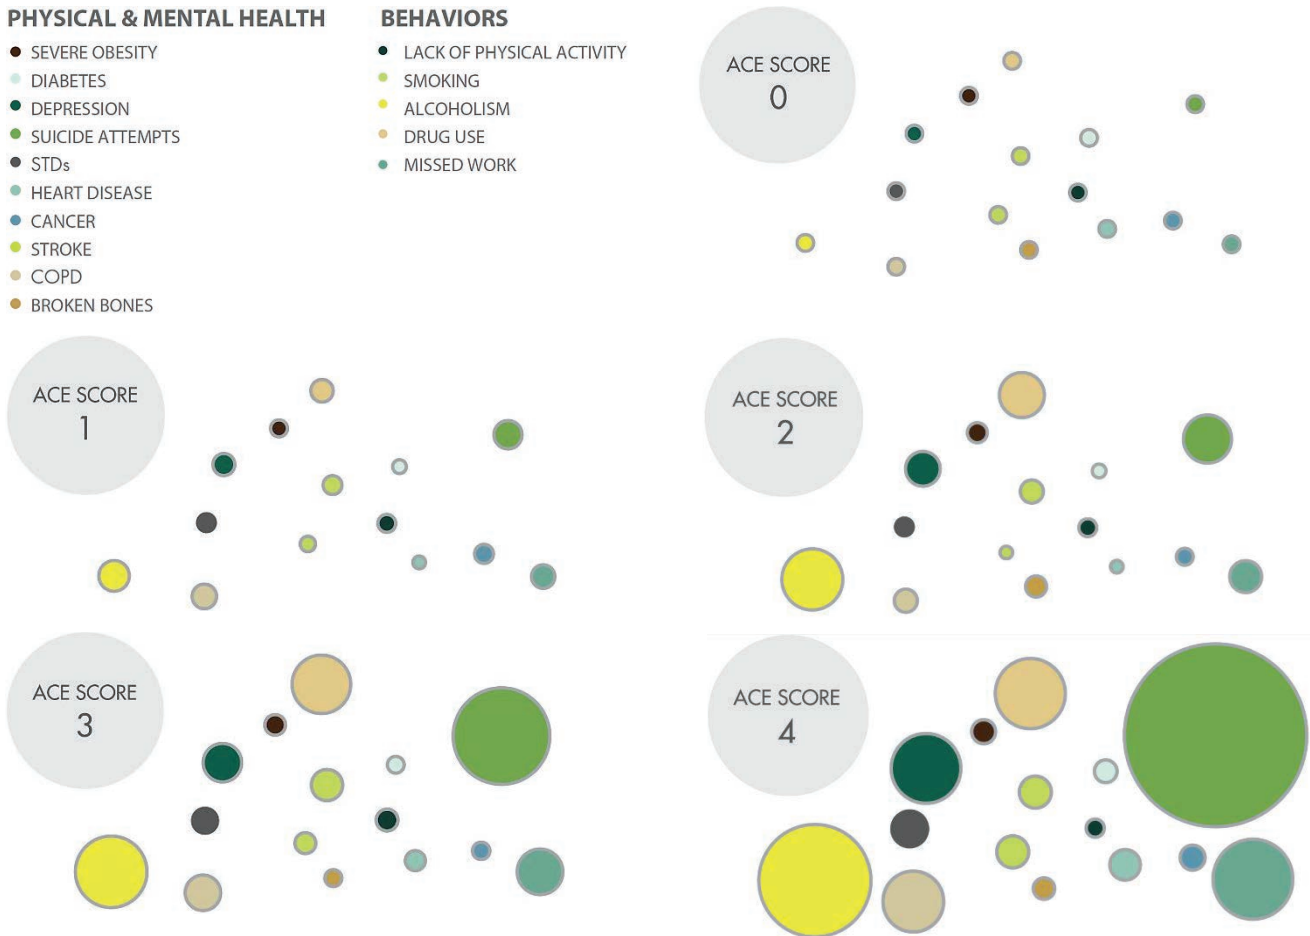 PHYSICAL & MENTAL HEALTH
SEVERE OBESITY
DIABETES
DEPRESSION
SUICIDE ATTEMPTS
STDs
HEART DISEASE
CANCER
STROKE
COPD
BROKEN BONES
BEHAVIORS
LACK OF PHYSICAL ACTIVITY
SMOKING
ALCOHOLISM
DRUG USE
MISSED WORK
ACE SCORE
0
ACE SCORE
1
ACE SCORE
2
ACE SCORE
3
ACE SCORE
4